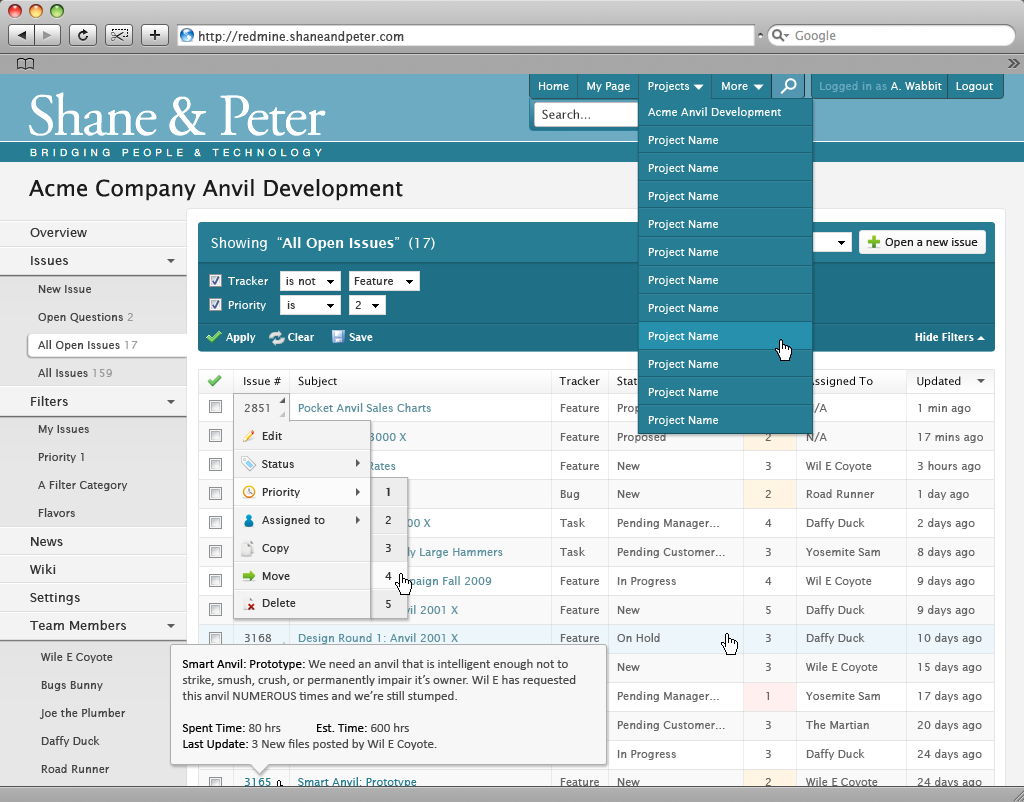 http://redmine.shaneandpeter.com
Google
Home My Page Projects More Logged in as A. Wabbit Logout
Search...
Shane & Peter
BRIDGING PEOPLE & TECHNOLOGY
Acme Anvil Development
Project Name
Project Name
Project Name
Project Name
Project Name
Project Name
Project Name
Project Name
Project Name
Project Name
Project Name
Acme Company Anvil Development
Overview
Issues
New Issue
Open Questions 2
All Open Issues 17
All Issues 159
Filters
My Issues
Priority 1
A Filter Category
Flavors
News
Wiki
Settings
Team Members
Wile E Coyote
Bugs Bunny
Joe the Plumber
Daffy Duck
Road Runner
Showing “All Open Issues” (17)
Open a new issue
Tracker is not Feature
Priority is 2
Apply Clear Save Hide Filters
Issue # Subject Tracker Assigned To Updated
2851 Pocket Anvil Sales Charts Feature N/A 1 min ago
3000 X Feature Proposed 2 N/A 17 mins ago
Rates Feature New 3 Wil E Coyote 3 hours ago
Bug New 2 Road Runner 1 day ago
00 X Task Pending Manager... 4 Daffy Duck 2 days ago
ly Large Hammers Task Pending Customer... 3 Yosemite Sam 8 days ago
paign Fall 2009 Feature In Progress 4 Wil E Coyote 9 days ago
vil 2001 X Feature New 5 Daffy Duck 9 days ago
3168 Design Round 1: Anvil 2001 X Feature On Hold 3 Daffy Duck 10 days ago
New 3 Wile E Coyote 15 days ago
Pending Manager... 1 Yosemite Sam 17 days ago
Pending Customer... 3 The Martian 20 days ago
In Progress 3 Daffy Duck 24 days ago
3165 Smart Anvil: Prototype Feature New 2 Wile E Coyote 24 days ago
Edit
Status
Priority
Assigned to
Copy
Move
Delete
1
2
3
4
5
Smart Anvil: Prototype: We need an anvil that is intelligent enough not to
strike, smush, crush, or permanently impair it’s owner. Wil E has requested
this anvil NUMEROUS times and we’re still stumped.
Spent Time: 80 hrs Est. Time: 600 hrs
Last Update: 3 New files posted by Wil E Coyote.